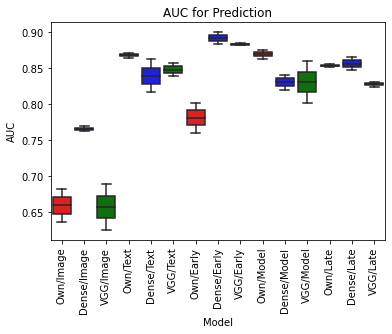 AUC for Prediction
AUC
0.90
0.85
0.80
0.75
0.70
0.65
Own/Image
Dense/Image
VGG/Image
Own/Text
Dense/Text
VGG/Text
Own/Early
Dense/Early
VGG/Early
Own/Model
Dense/Model
VGG/Model
Own/Late
Dense/Late
VGG/Late
Model